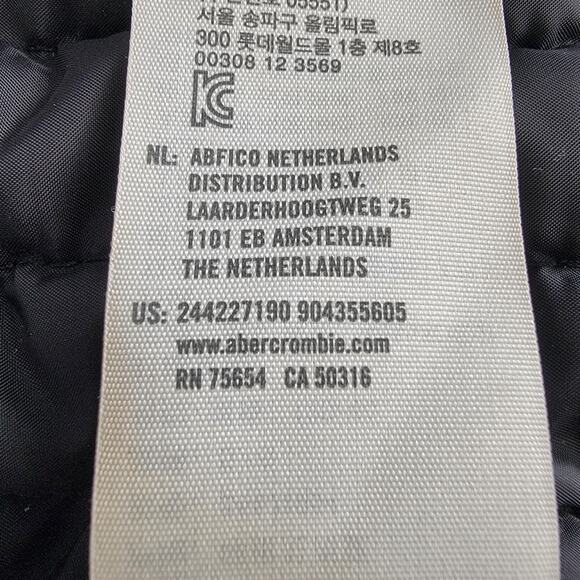 05551)
서울 송파구 올림픽로
300 롯데월드몰 1층 제8호
00308 12 3569
NL: ABFICO NETHERLANDS
DISTRIBUTION B.V.
LAARDERHOOGTWEG 25
1101 EB AMSTERDAM
THE NETHERLANDS
US: 244227190 904355605
www.abercrombie.com
RN 75654 CA 50316